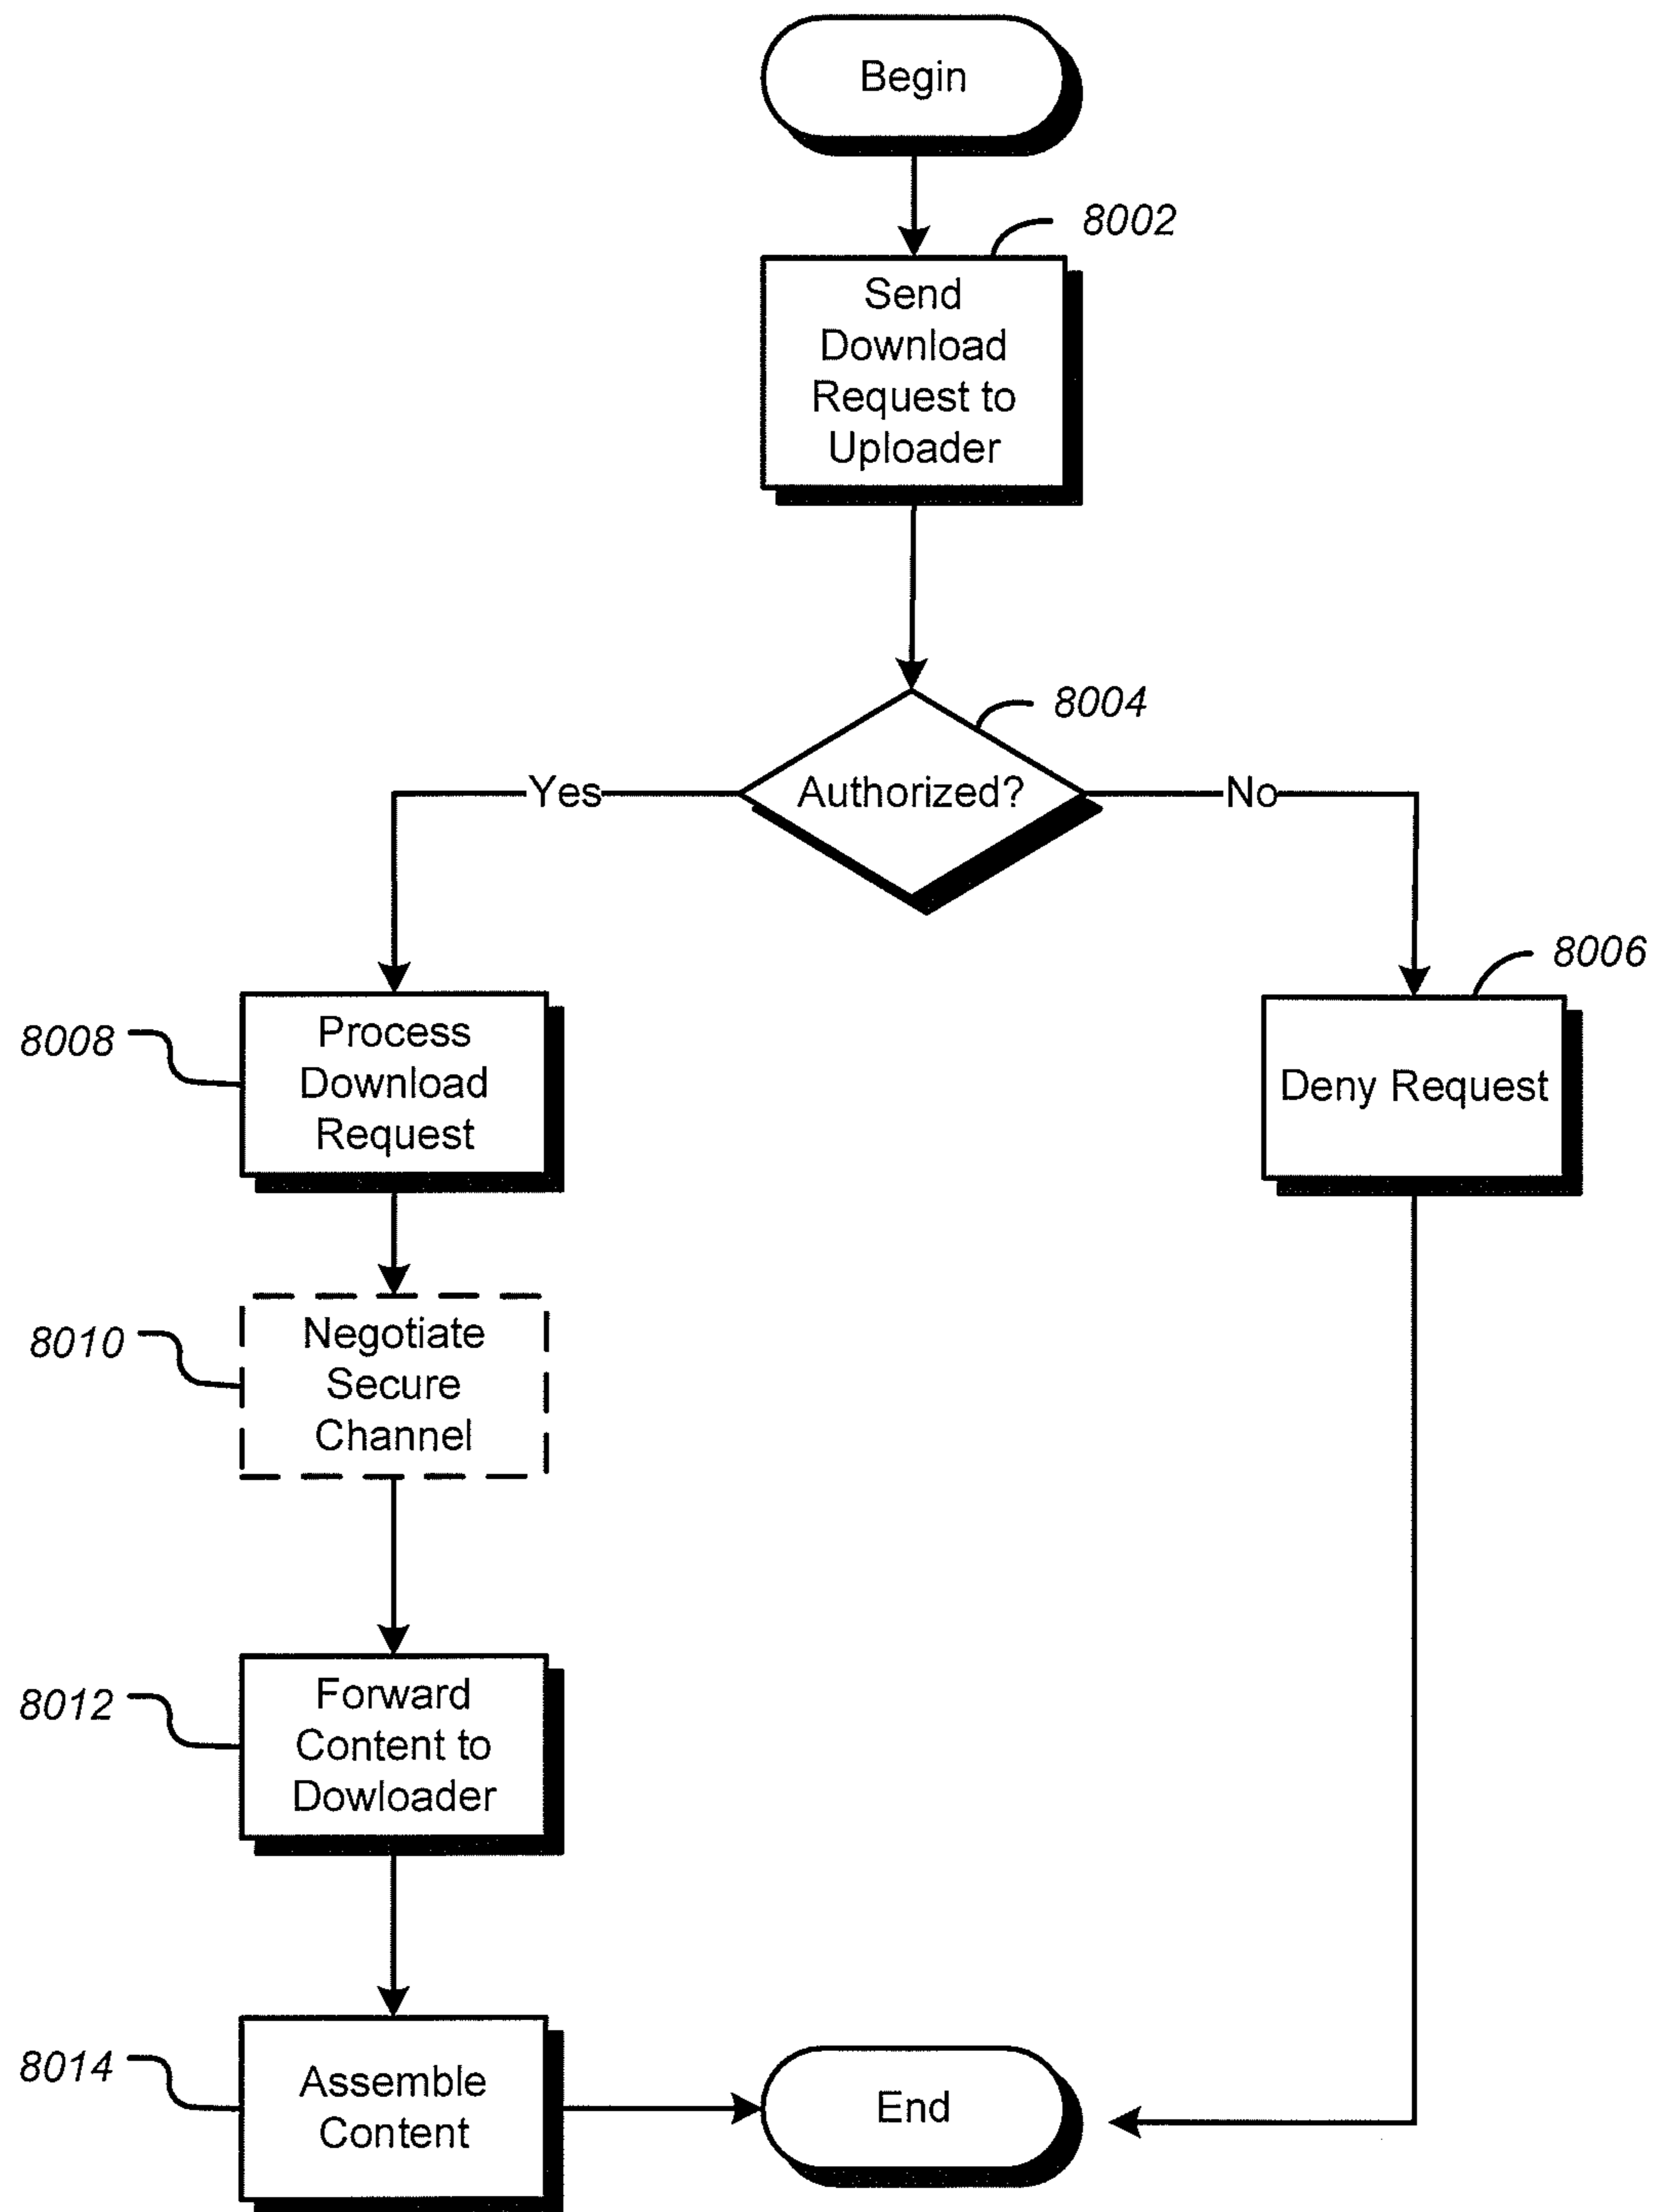 Begin
8002
Send
Download
Request to
Uploader
8004
Yes
Authorized?
No
8006
8008
Process
Download
Request
Deny Request
8010
Negotiate
Secure
Channel
8012
Forward
Content to
Dowloader
8014
Assemble
Content
End